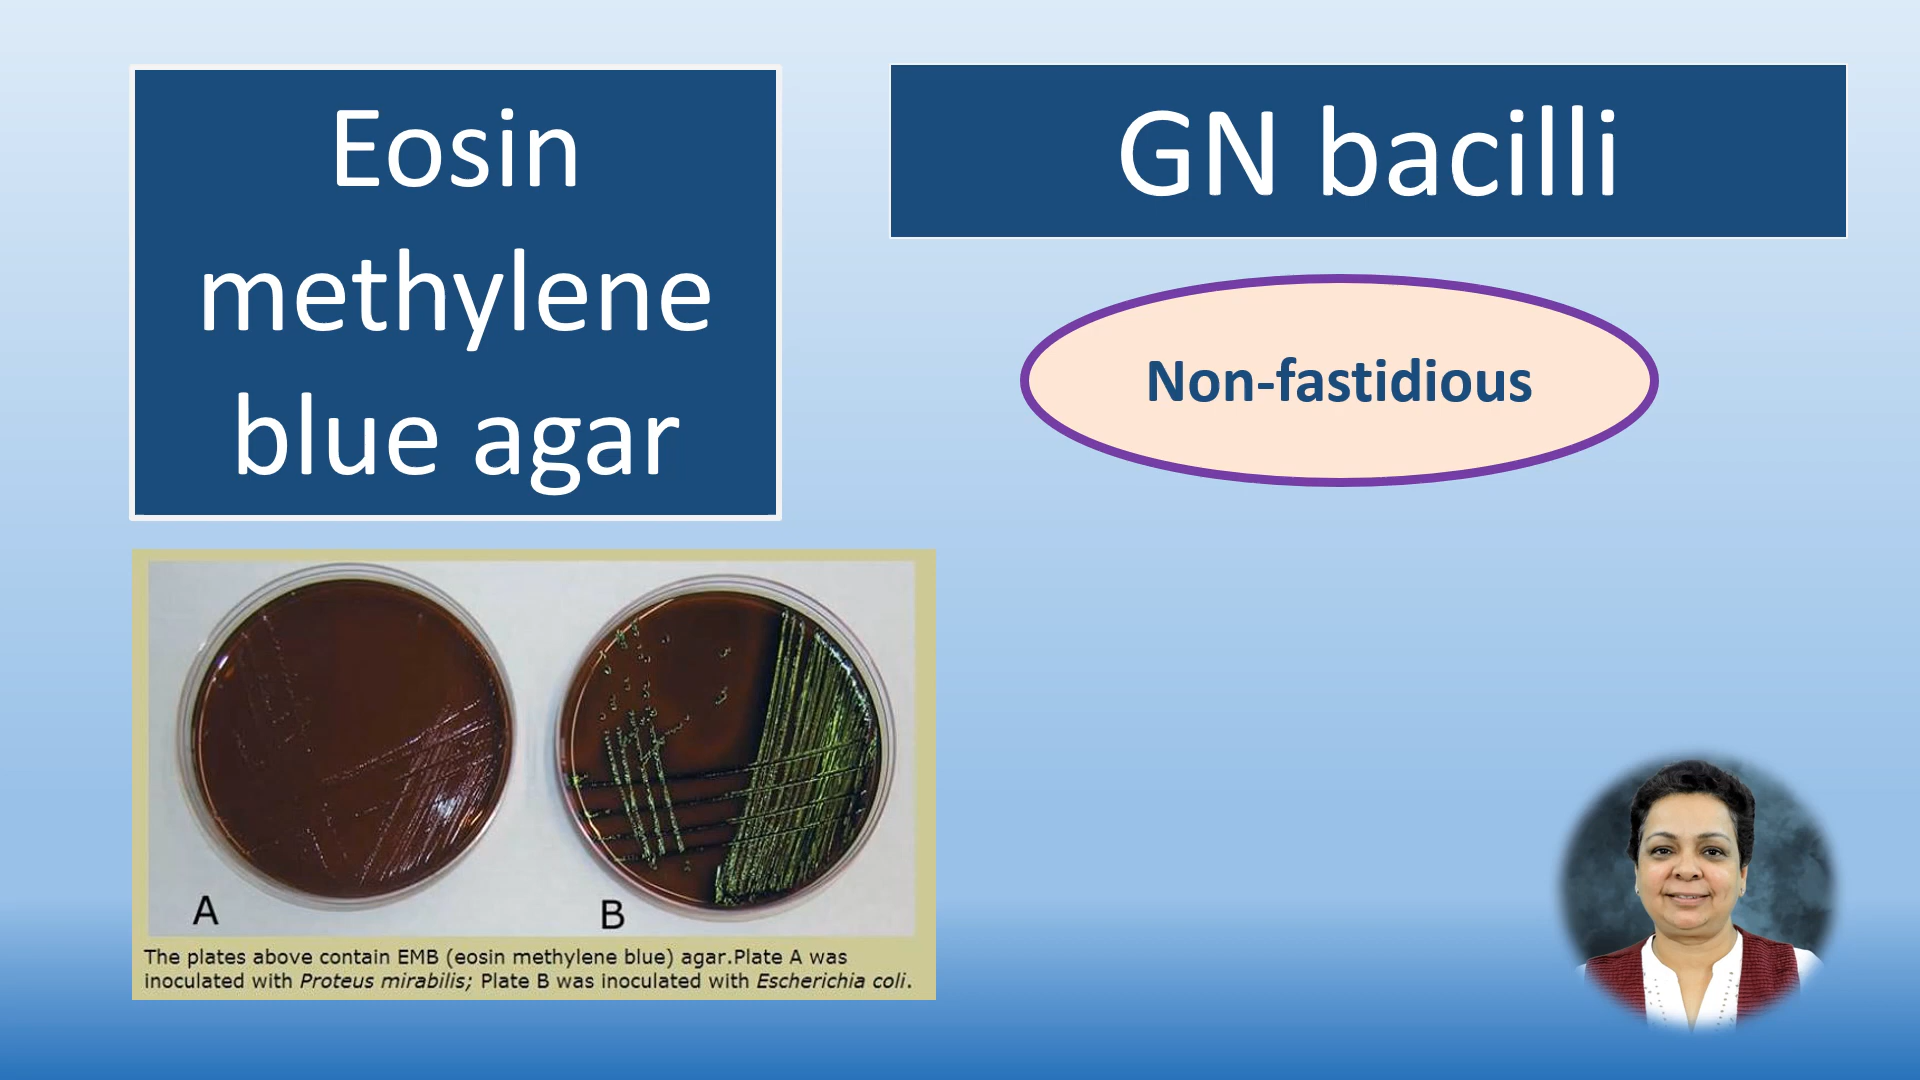 Eosin
methylene
blue agar
GN bacilli
Non-fastidious
A
B
The plates above contain EMB (eosin methylene blue) agar.Plate A was
inoculated with Proteus mirabilis; Plate B was inoculated with Escherichia coli.